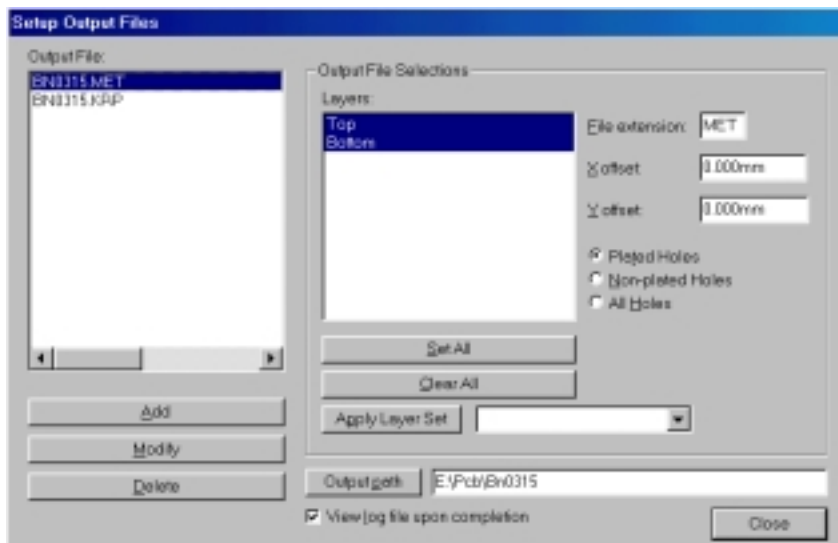 Setup Output Files
Output File:
BN0315.MET
BN0315.KRP
Output File Selections
Layers:
Top
Bottom
File extension: MET
X offset: 0.000mm
Y offset: 0.000mm
Plated Holes
Non-plated Holes
All Holes
Set All
Clear All
Apply Layer Set
Add
Modify
Delete
Output path E:\Pcb\Bn0315
View log file upon completion
Close